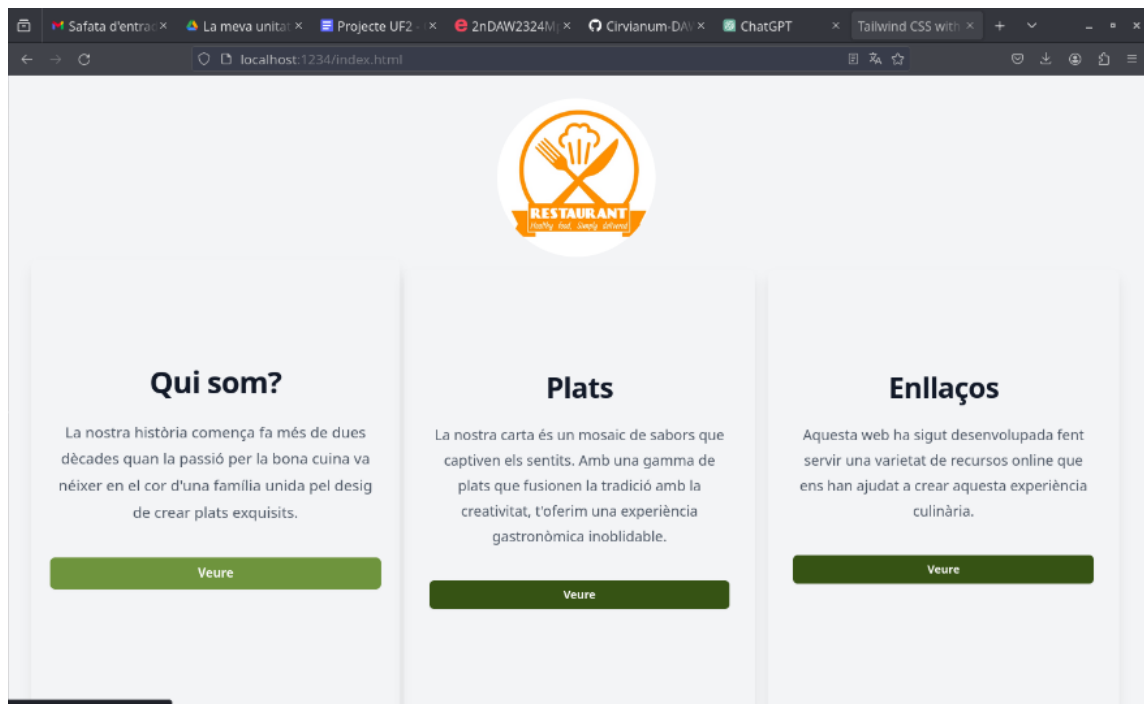 Safata d'entrac
La meva unitat
Projecte UF2 -
2nDAW2324M
Cirvianum-DAW
ChatGPT
Tailwind CSS with
localhost:1234/index.html
RESTAURANT
Healthy food, Simply delivered
Qui som?
La nostra història comença fa més de dues
dècades quan la passió per la bona cuina va
néixer en el cor d'una família unida pel desig
de crear plats exquisits.
Veure
Plats
La nostra carta és un mosaic de sabors que
captiven els sentits. Amb una gamma de
plats que fusionen la tradició amb la
creativitat, t'oferim una experiència
gastronòmica inoblidable.
Veure
Enllaços
Aquesta web ha sigut desenvolupada fent
servir una varietat de recursos online que
ens han ajudat a crear aquesta experiència
culinària.
Veure